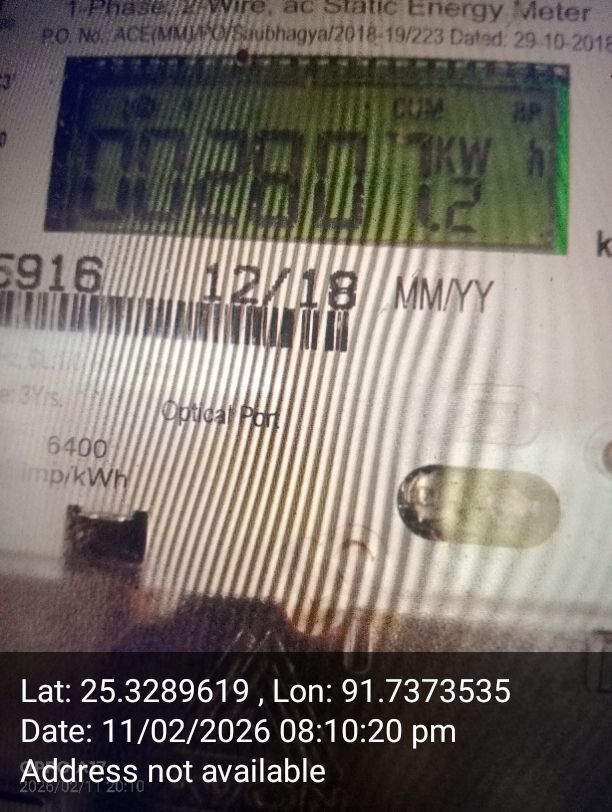 1-Phase, 2-Wire, ac Static Energy Meter
P.O. No.:ACE(MM)/PO/Saubhagya/2018-19/223 Dated: 29-10-2018
CUM
KW h
1.2
5916 12/18 MM/YY
k
e: 3Yrs.
Optical Port
6400
imp/kWh
Lat: 25.3289619 , Lon: 91.7373535
Date: 11/02/2026 08:10:20 pm
Address not available
2026/02/11 20:10